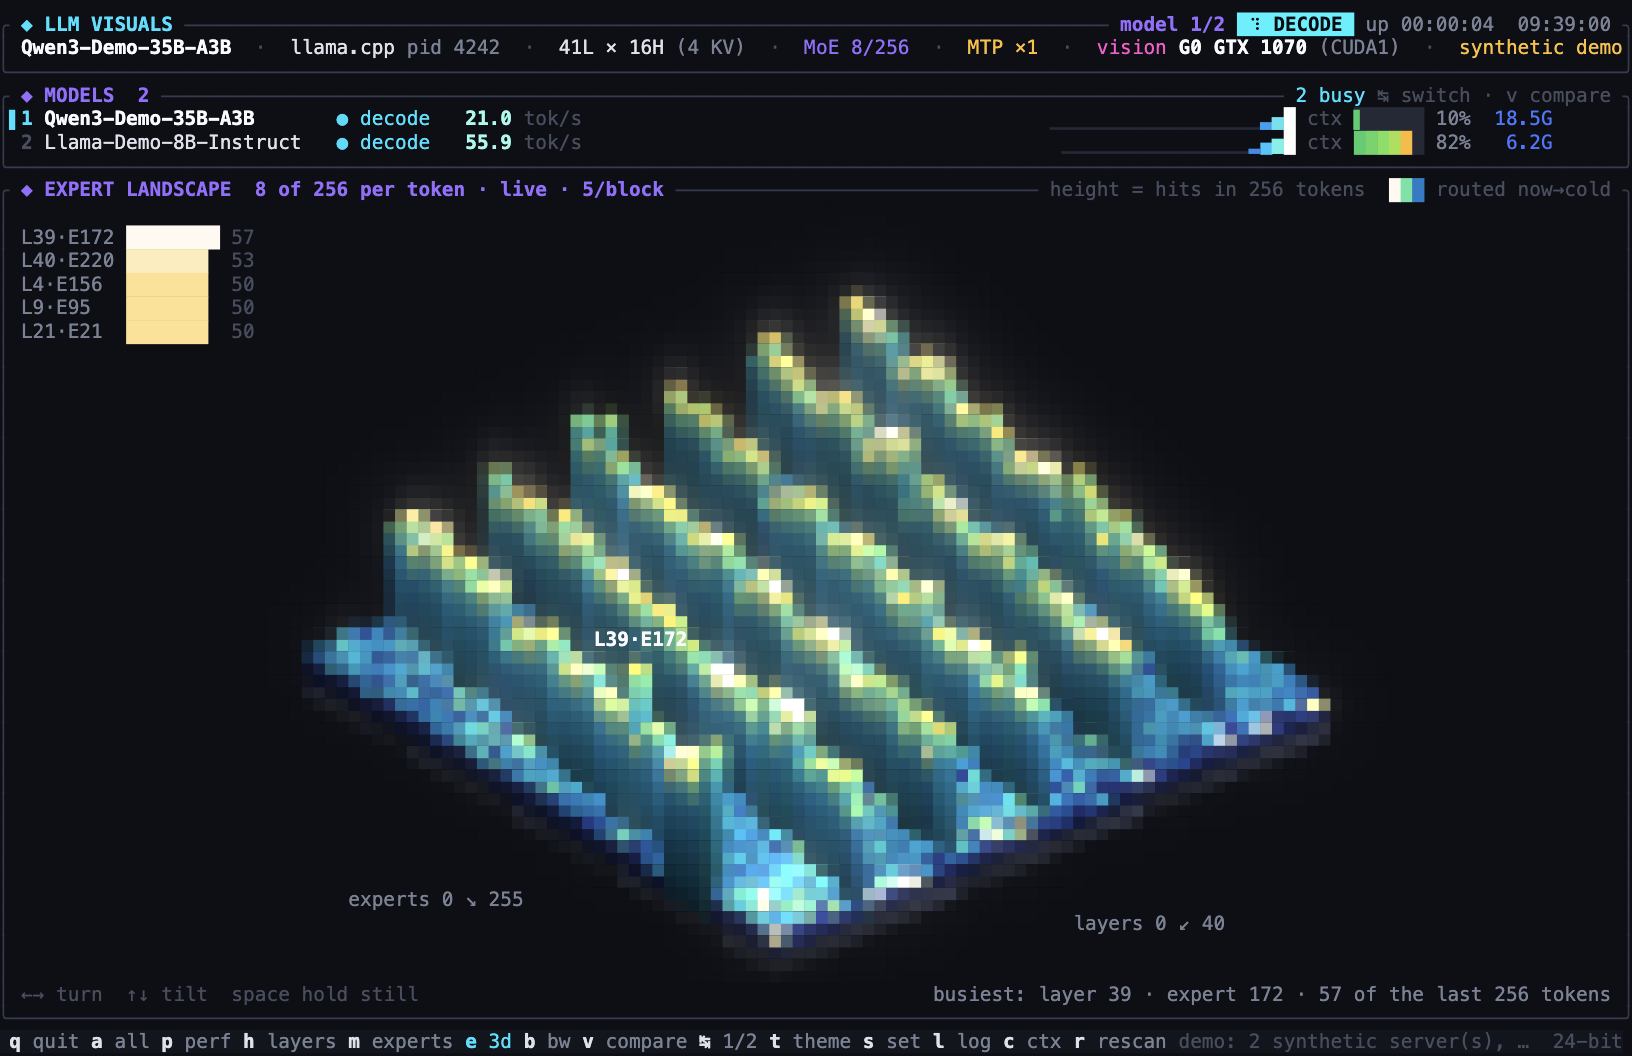 ◆ LLM VISUALS model 1/2 ⠹ DECODE up 00:00:04 09:39:00
Qwen3-Demo-35B-A3B · llama.cpp pid 4242 · 41L × 16H (4 KV) · MoE 8/256 · MTP ×1 · vision G0 GTX 1070 (CUDA1) · synthetic demo
◆ MODELS 2 2 busy ↹ switch · v compare
1 Qwen3-Demo-35B-A3B ● decode 21.0 tok/s ctx 10% 18.5G
2 Llama-Demo-8B-Instruct ● decode 55.9 tok/s ctx 82% 6.2G
◆ EXPERT LANDSCAPE 8 of 256 per token · live · 5/block height = hits in 256 tokens routed now→cold
L39·E172 57
L40·E220 53
L4·E156 50
L9·E95 50
L21·E21 50
L39·E172
experts 0 ↘ 255
layers 0 ↙ 40
←→ turn ↑↓ tilt space hold still busiest: layer 39 · expert 172 · 57 of the last 256 tokens
q quit a all p perf h layers m experts e 3d b bw v compare ↹ 1/2 t theme s set l log c ctx r rescan demo: 2 synthetic server(s), … 24-bit